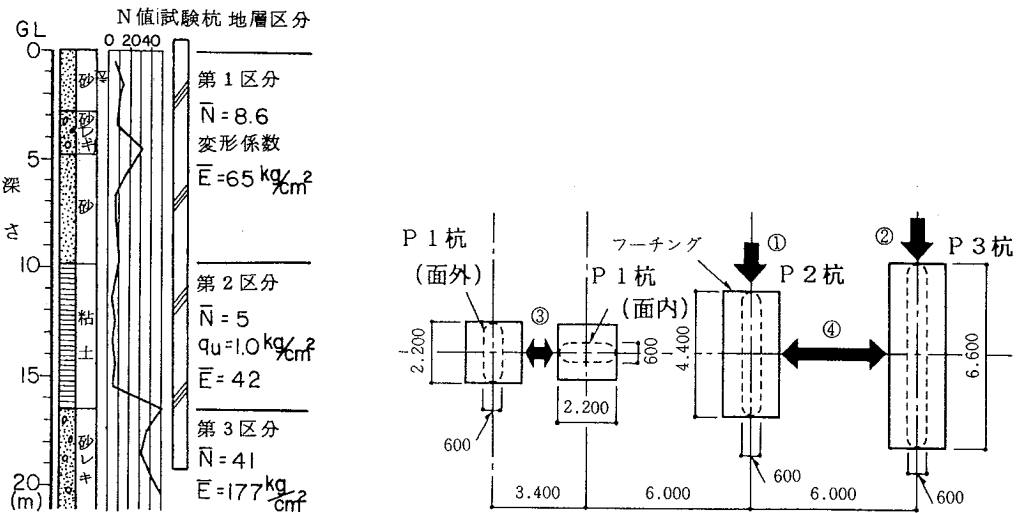 N値 試験杭 地層区分
GL
0 20 40
0
5
10
15
20
(m)
深さ
砂
砂レキ
砂
粘土
砂レキ
第1区分
N̅=8.6
変形係数
E̅=65kg/cm²
第2区分
N̅=5
qu=1.0kg/cm²
E̅=42
第3区分
N̅=41
E̅=177kg/cm²
P1杭
(面外)
フーチング
P1杭
(面内)
①
P2杭
②
P3杭
③
④
2.200
600
2.200
600
4.400
600
6.600
600
3.400
6.000
6.000